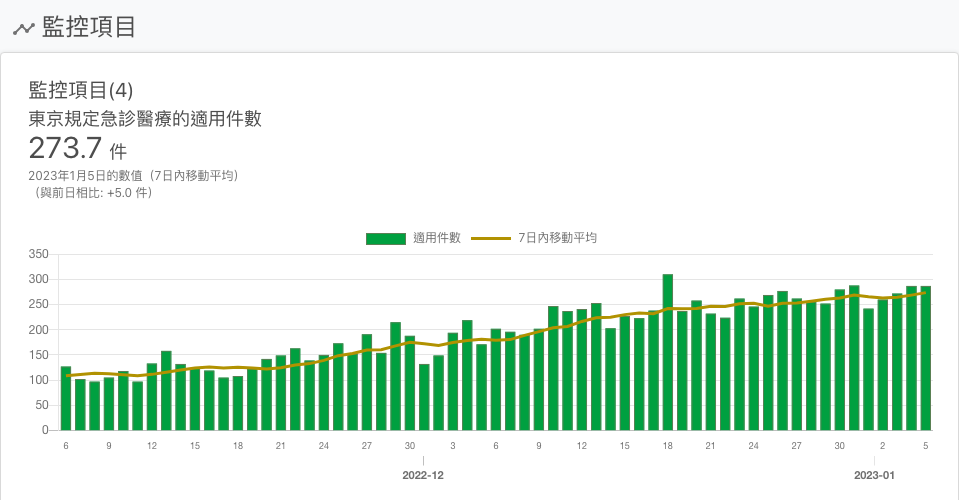 監控項目
監控項目(4)
東京規定急診醫療的適用件數
273.7 件
2023年1月5日的數值（7日內移動平均）
（與前日相比: +5.0 件）
適用件數 7日內移動平均
350
300
250
200
150
100
50
0
6 9 12 15 18 21 24 27 30 3 6 9 12 15 18 21 24 27 30 2 5
2022-12 2023-01